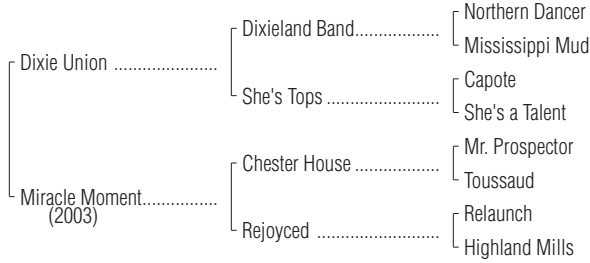 Northern Dancer
Dixieland Band..................
Mississippi Mud
Dixie Union ......................
Capote
She's Tops ........................
She's a Talent
Mr. Prospector
Chester House ..................
Toussaud
Miracle Moment................
(2003)
Relaunch
Rejoyced ..........................
Highland Mills